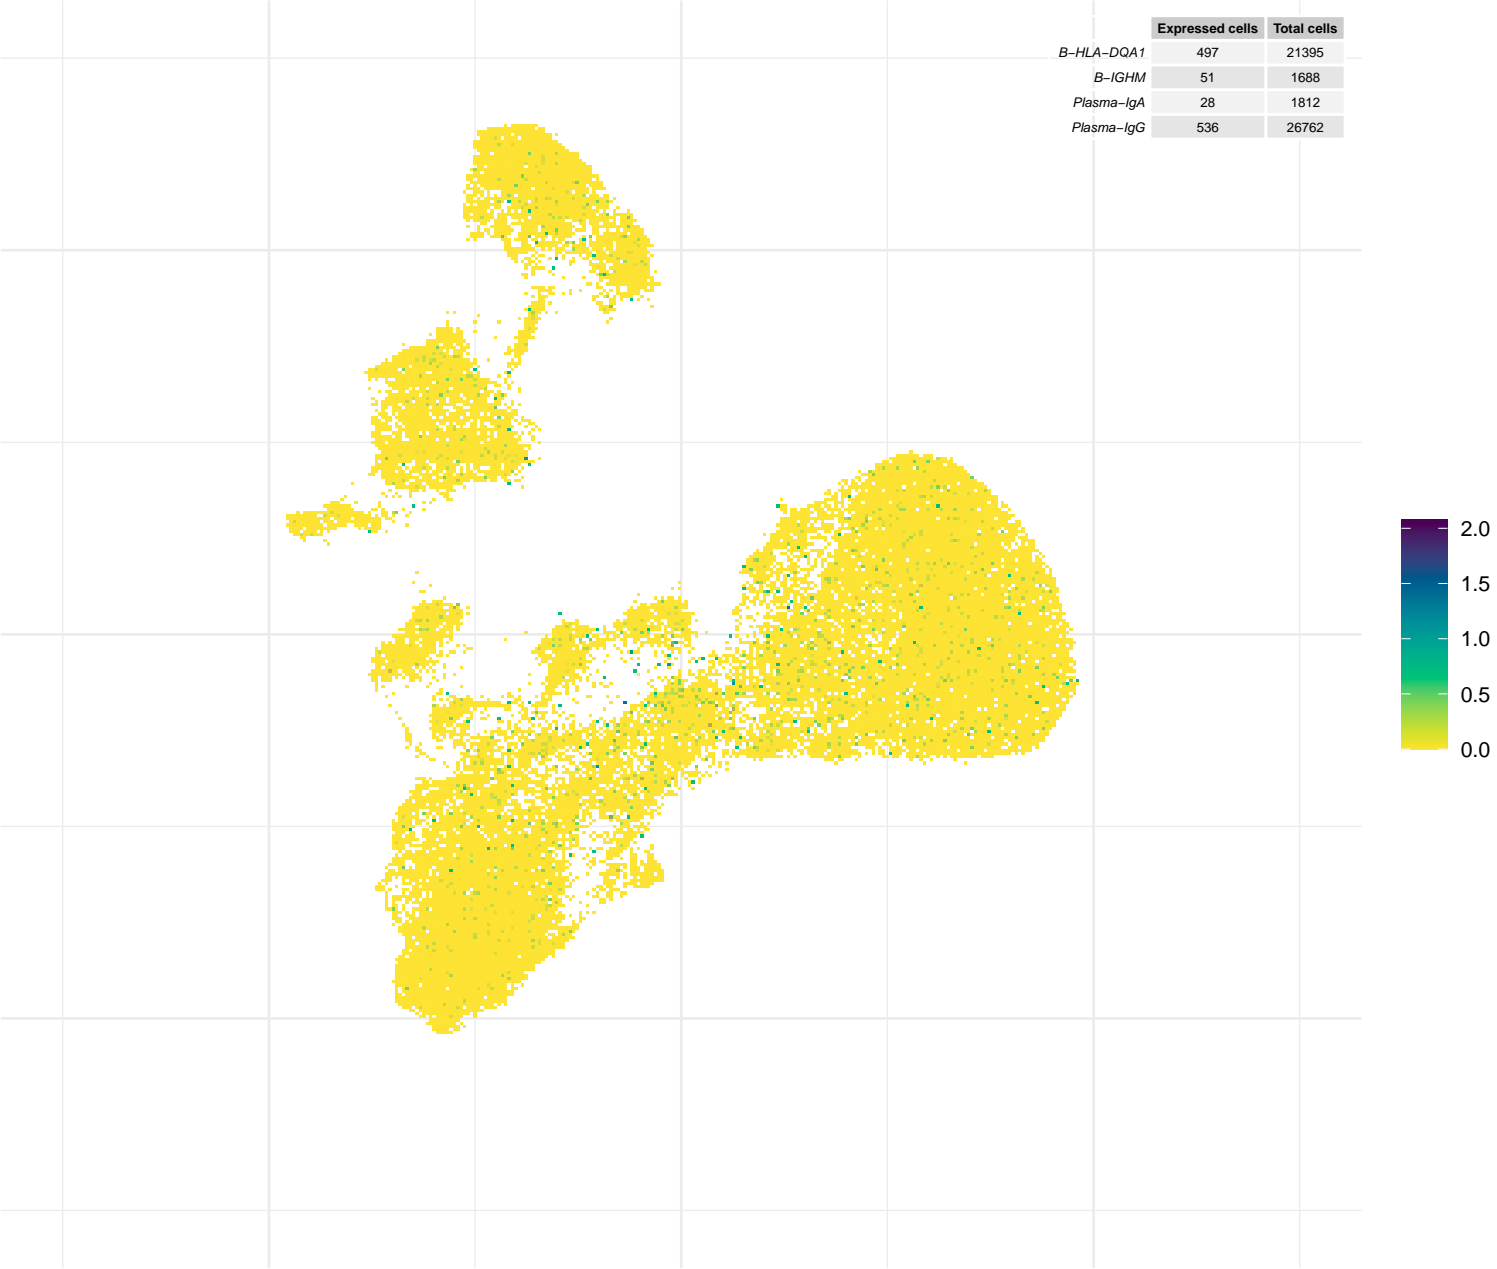 Expressed cells Total cells
B−HLA−DQA1 497 21395
B−IGHM 51 1688
Plasma−IgA 28 1812
Plasma−IgG 536 26762
2.0
1.5
1.0
0.5
0.0